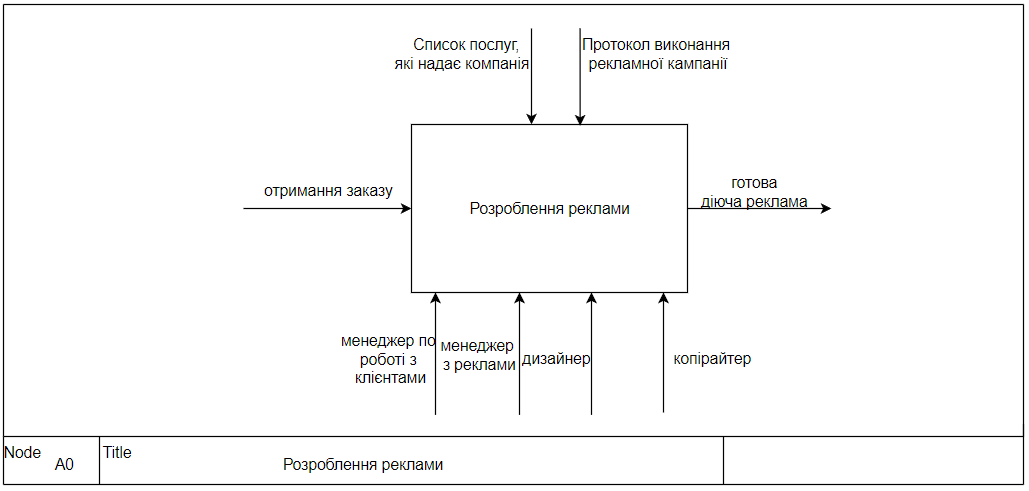 Список послуг,
які надає компанія
Протокол виконання
рекламної кампанії
отримання заказу
Розроблення реклами
готова
діюча реклама
менеджер по
роботі з
клієнтами
менеджер
з реклами
дизайнер
копірайтер
Node
A0
Title
Розроблення реклами